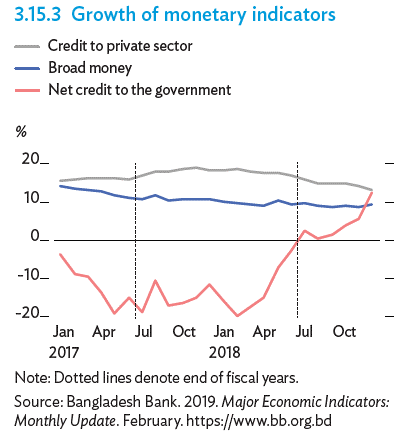 3.15.3 Growth of monetary indicators
Credit to private sector
Broad money
Net credit to the government
%
20
10
0
-10
-20
Jan Apr Jul Oct Jan Apr Jul Oct
2017 2018
Note: Dotted lines denote end of fiscal years.
Source: Bangladesh Bank. 2019. Major Economic Indicators:
Monthly Update. February. https://www.bb.org.bd